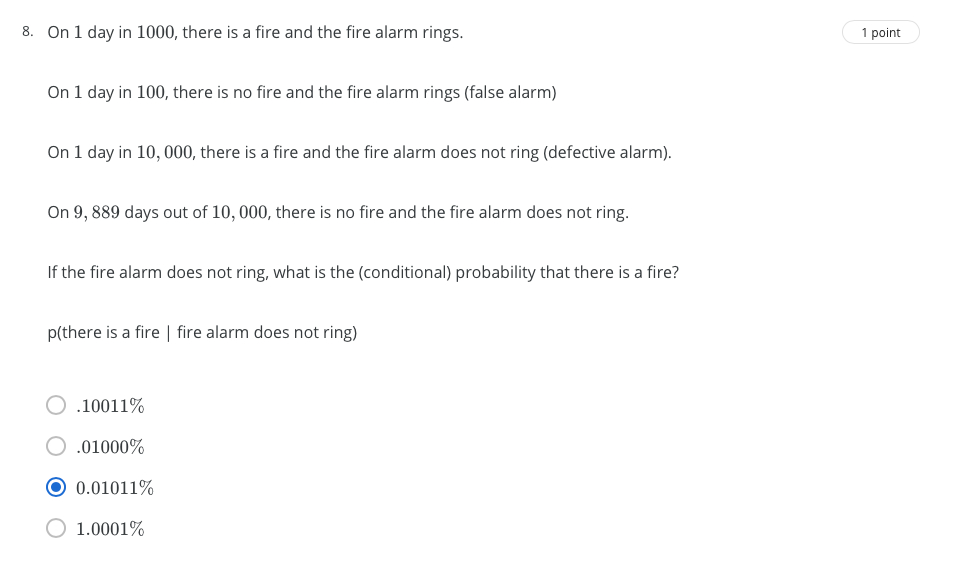 8. On 1 day in 1000, there is a fire and the fire alarm rings.
1 point
On 1 day in 100, there is no fire and the fire alarm rings (false alarm)
On 1 day in 10, 000, there is a fire and the fire alarm does not ring (defective alarm).
On 9, 889 days out of 10, 000, there is no fire and the fire alarm does not ring.
If the fire alarm does not ring, what is the (conditional) probability that there is a fire?
p(there is a fire | fire alarm does not ring)
.10011%
.01000%
0.01011%
1.0001%